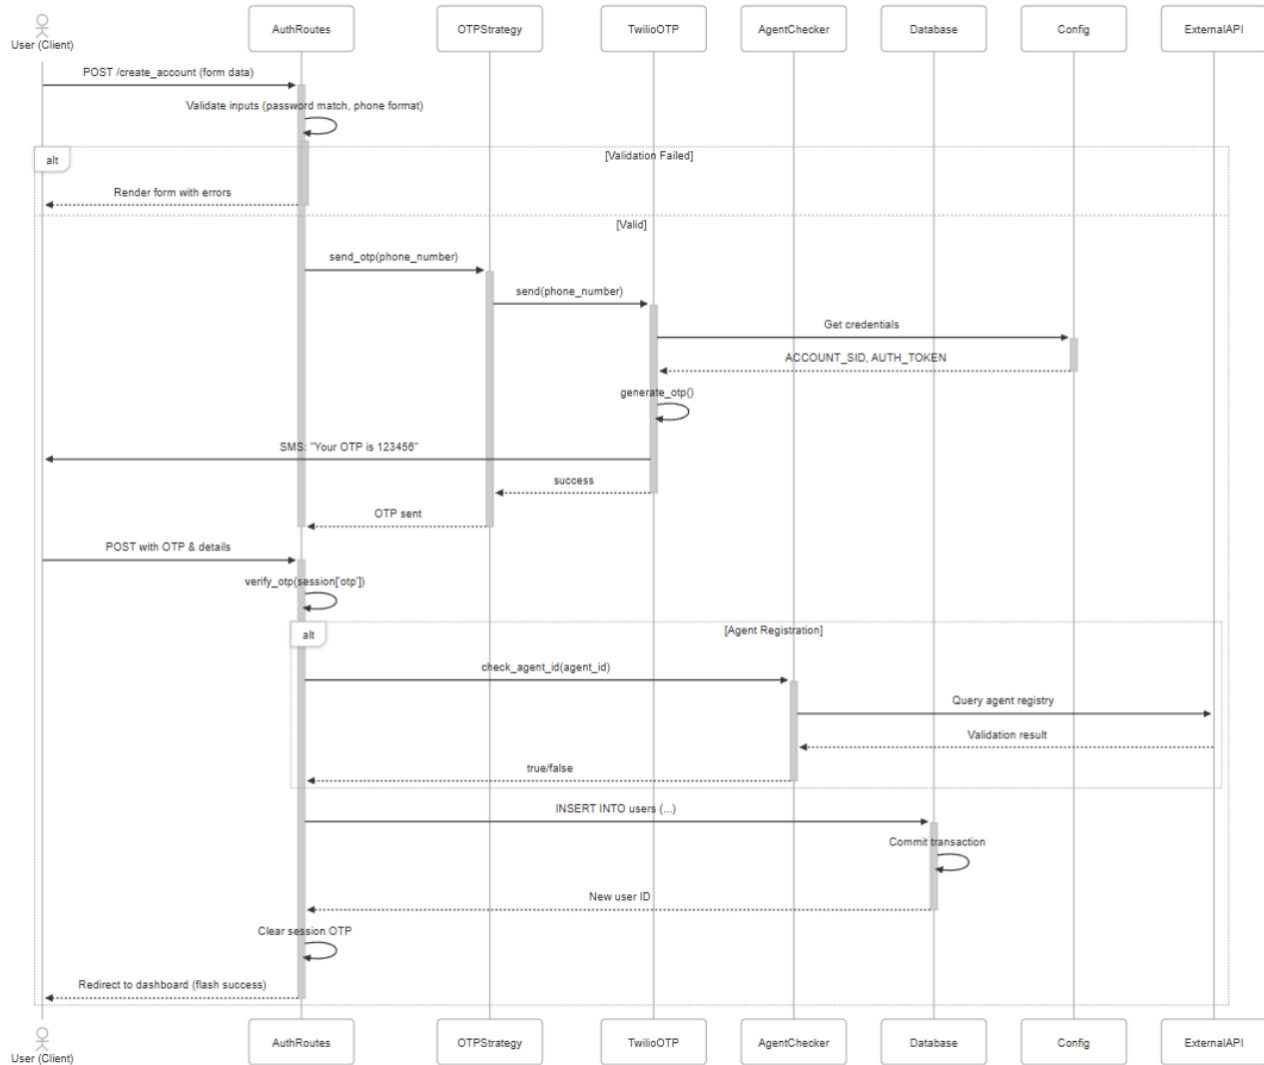 User (Client)
AuthRoutes
OTPStrategy
TwilioOTP
AgentChecker
Database
Config
ExternalAPI
POST /create_account (form data)
Validate inputs (password match, phone format)
alt
[Validation Failed]
Render form with errors
[Valid]
send_otp(phone_number)
send(phone_number)
Get credentials
ACCOUNT_SID, AUTH_TOKEN
generate_otp()
SMS: "Your OTP is 123456"
success
OTP sent
POST with OTP & details
verify_otp(session['otp'])
alt
[Agent Registration]
check_agent_id(agent_id)
Query agent registry
Validation result
true/false
INSERT INTO users (...)
Commit transaction
New user ID
Clear session OTP
Redirect to dashboard (flash success)
User (Client)
AuthRoutes
OTPStrategy
TwilioOTP
AgentChecker
Database
Config
ExternalAPI